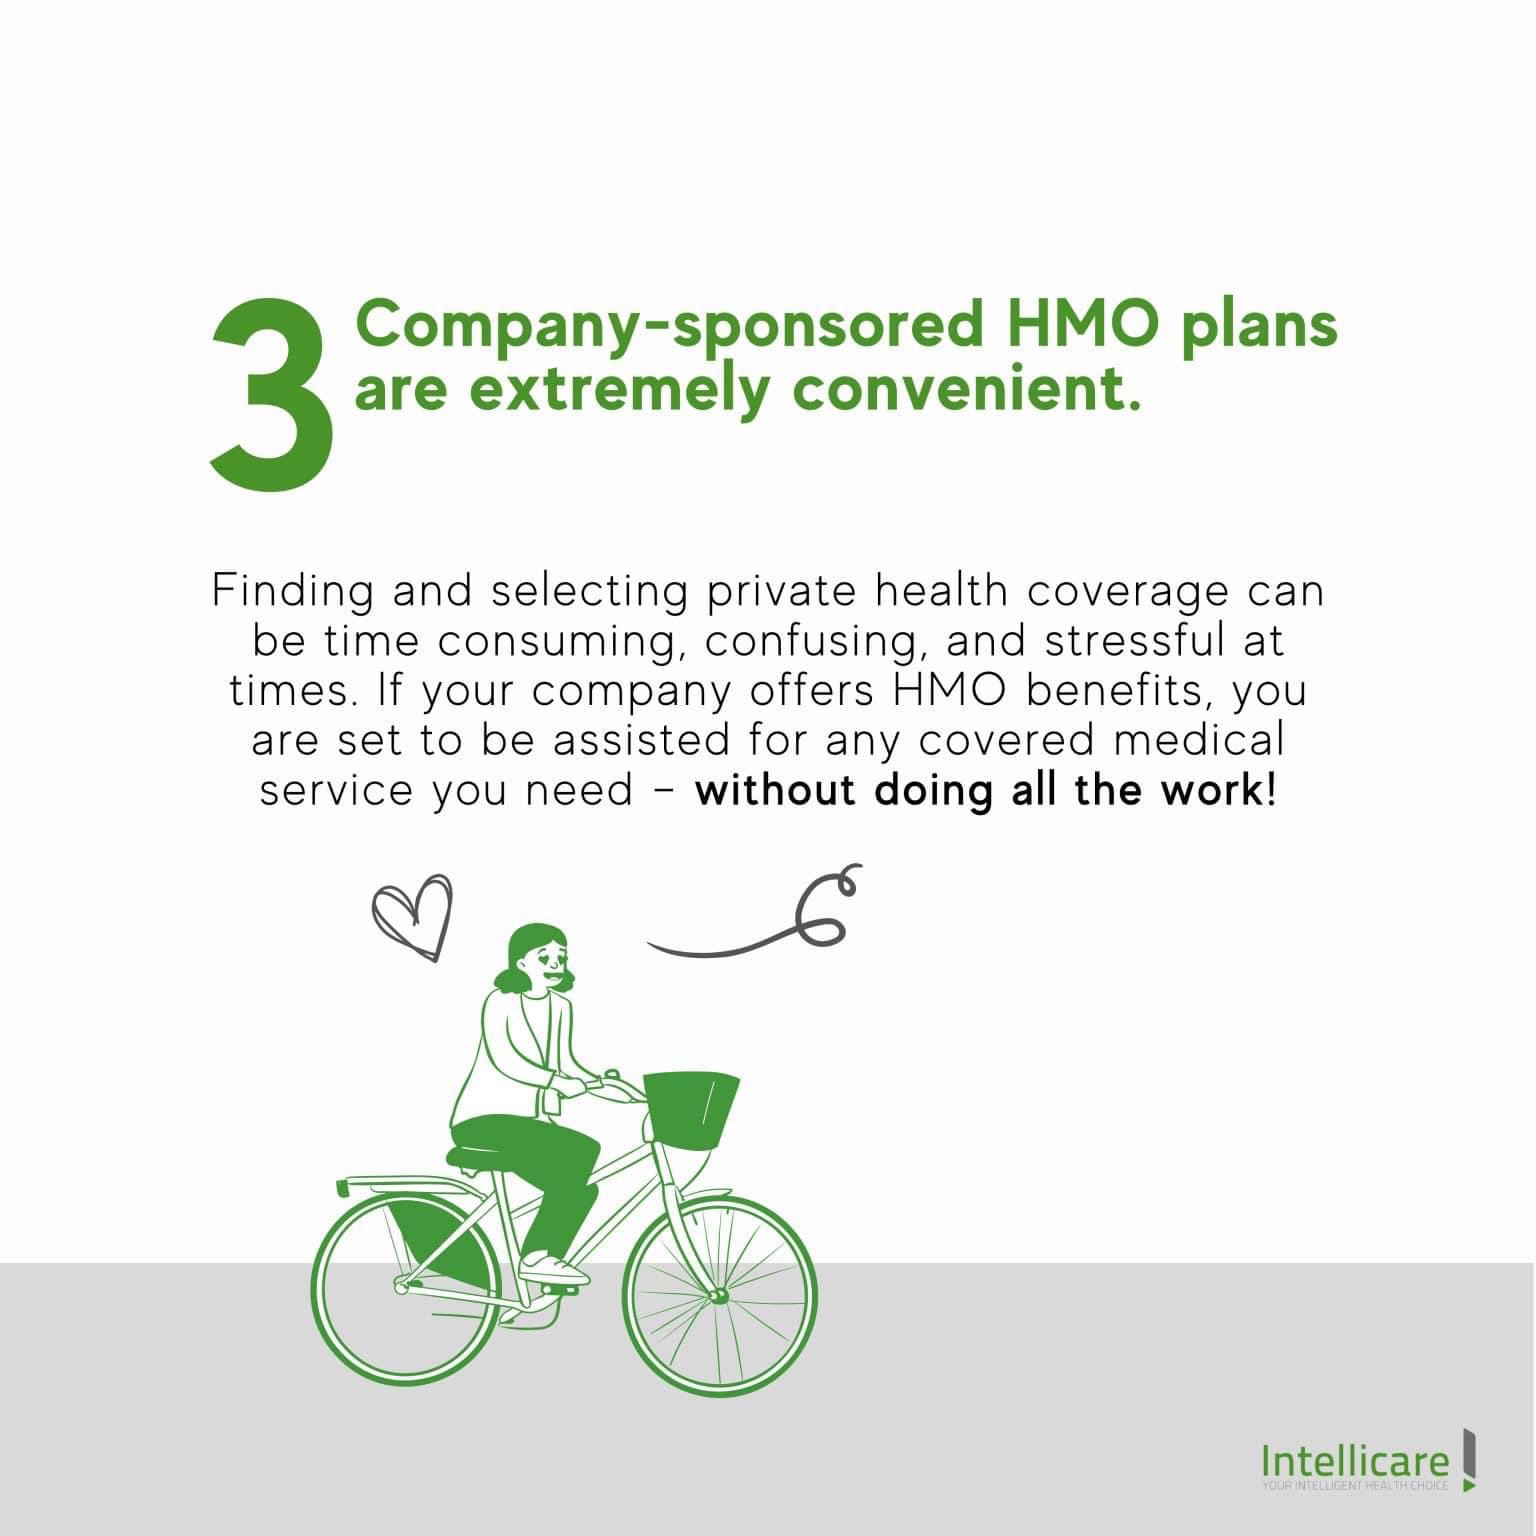 3
Company-sponsored HMO plans
are extremely convenient.
Finding and selecting private health coverage can
be time consuming, confusing, and stressful at
times. If your company offers HMO benefits, you
are set to be assisted for any covered medical
service you need – without doing all the work!
Intellicare
YOUR INTELLIGENT HEALTH CHOICE